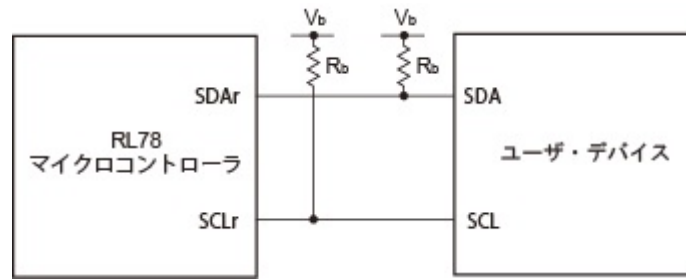 Vb Vb
Rb Rb
SDAr SDA
RL78
マイクロコントローラ
ユーザ・デバイス
SCLr SCL